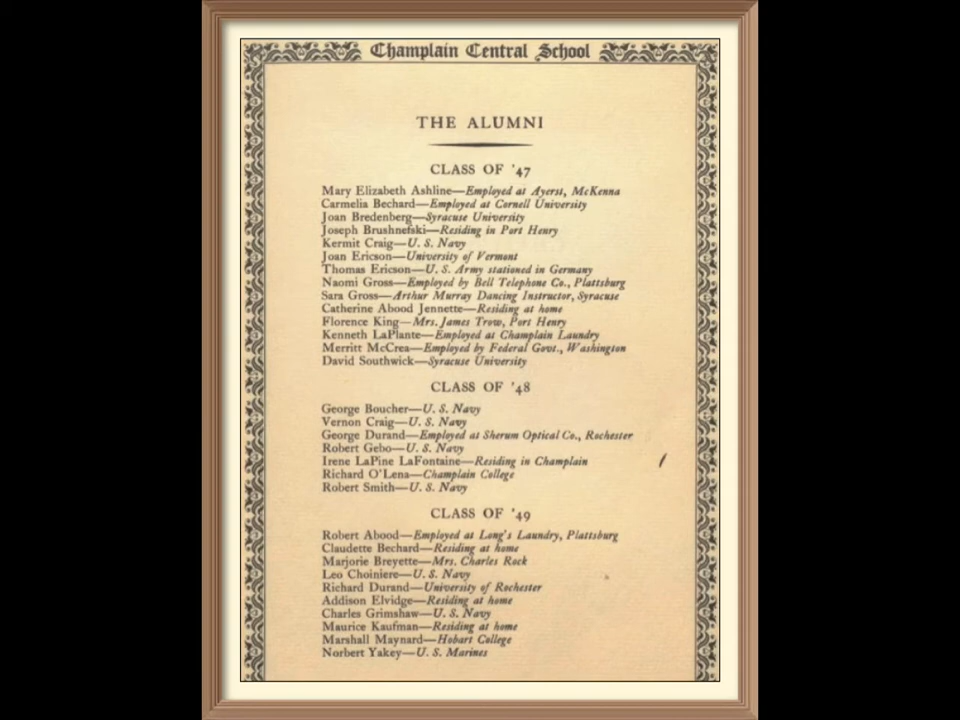 Champlain Central School
THE ALUMNI
CLASS OF '47
Mary Elizabeth Ashline—Employed at Ayerst, McKenna
Carmelia Bechard—Employed at Cornell University
Joan Bredenberg—Syracuse University
Joseph Brushnefski—Residing in Port Henry
Kermit Craig—U. S. Navy
Joan Ericson—University of Vermont
Thomas Ericson—U. S. Army stationed in Germany
Naomi Gross—Employed by Bell Telephone Co., Plattsburg
Sara Gross—Arthur Murray Dancing Instructor, Syracuse
Catherine Abood Jennette—Residing at home
Florence King—Mrs. James Trow, Port Henry
Kenneth LaPlante—Employed at Champlain Laundry
Merritt McCrea—Employed by Federal Govt., Washington
David Southwick—Syracuse University
CLASS OF '48
George Boucher—U. S. Navy
Vernon Craig—U. S. Navy
George Durand—Employed at Sherum Optical Co., Rochester
Robert Gebo—U. S. Navy
Irene LaPine LaFontaine—Residing in Champlain
Richard O'Lena—Champlain College
Robert Smith—U. S. Navy
CLASS OF '49
Robert Abood—Employed at Long's Laundry, Plattsburg
Claudette Bechard—Residing at home
Marjorie Breyette—Mrs. Charles Rock
Leo Choiniere—U. S. Navy
Richard Durand—University of Rochester
Addison Elvidge—Residing at home
Charles Grimshaw—U. S. Navy
Maurice Kaufman—Residing at home
Marshall Maynard—Hobart College
Norbert Yakey—U. S. Marines